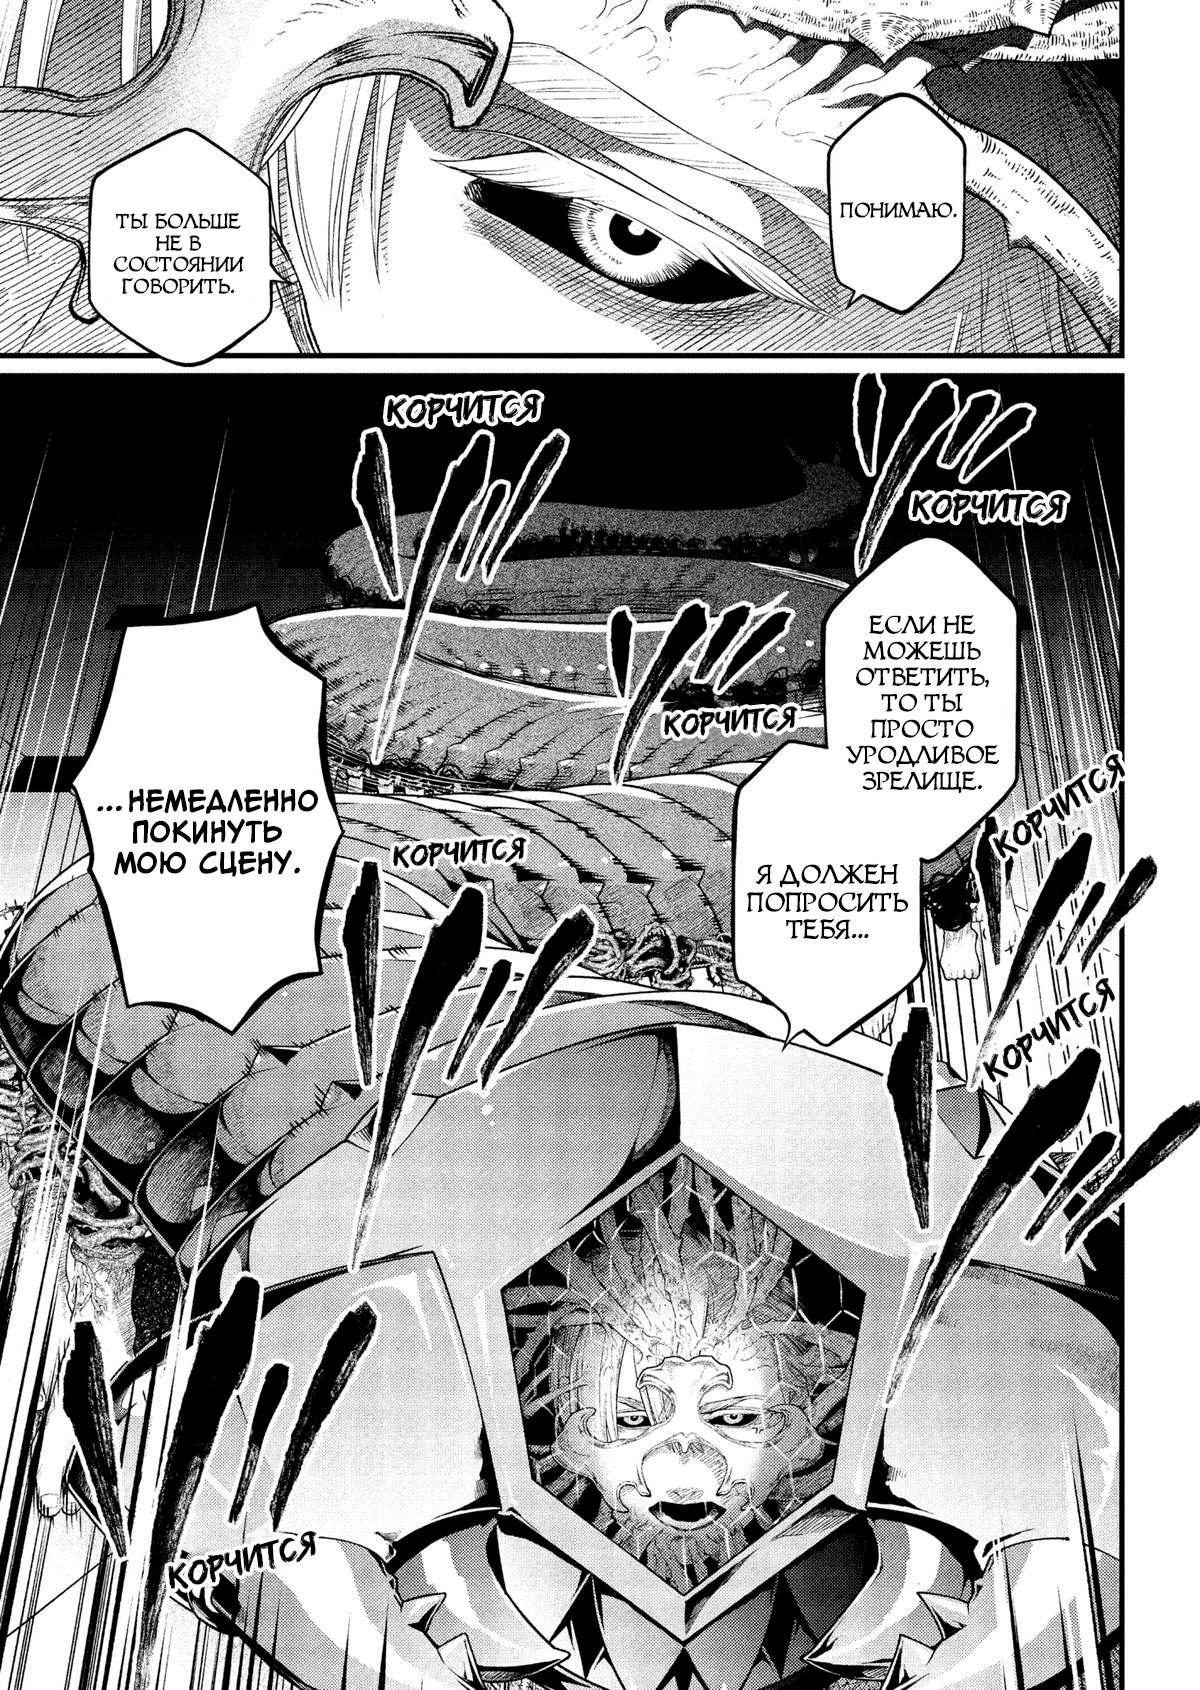 ПОНИМАЮ.
ТЫ БОЛЬШЕ
НЕ В
СОСТОЯНИИ
ГОВОРИТЬ.
КОРЧИТСЯ
КОРЧИТСЯ
ЕСЛИ НЕ
МОЖЕШЬ
ОТВЕТИТЬ,
ТО ТЫ
ПРОСТО
УРОДЛИВОЕ
ЗРЕЛИЩЕ.
КОРЧИТСЯ
КОРЧИТСЯ
Я ДОЛЖЕН
ПОПРОСИТЬ
ТЕБЯ...
...НЕМЕДЛЕННО
ПОКИНУТЬ
МОЮ СЦЕНУ.
КОРЧИТСЯ
КОРЧИТСЯ
КОРЧИТСЯ